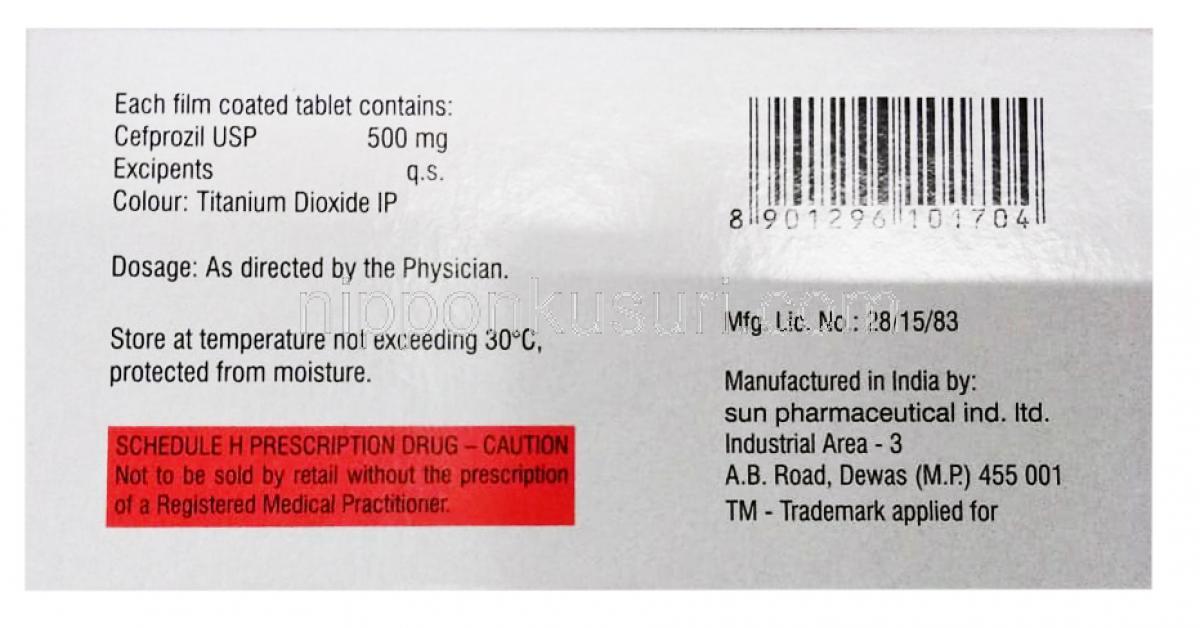 Each film coated tablet contains:
Cefprozil USP 500 mg
Excipents q.s.
Colour: Titanium Dioxide IP
Dosage: As directed by the Physician.
Store at temperature not exceeding 30°C,
protected from moisture.
SCHEDULE H PRESCRIPTION DRUG – CAUTION
Not to be sold by retail without the prescription
of a Registered Medical Practitioner.
8 901296 101704
Mfg. Lic. No.: 28/15/83
Manufactured in India by:
sun pharmaceutical ind. ltd.
Industrial Area - 3
A.B. Road, Dewas (M.P.) 455 001
TM - Trademark applied for
nipponkusuri.com